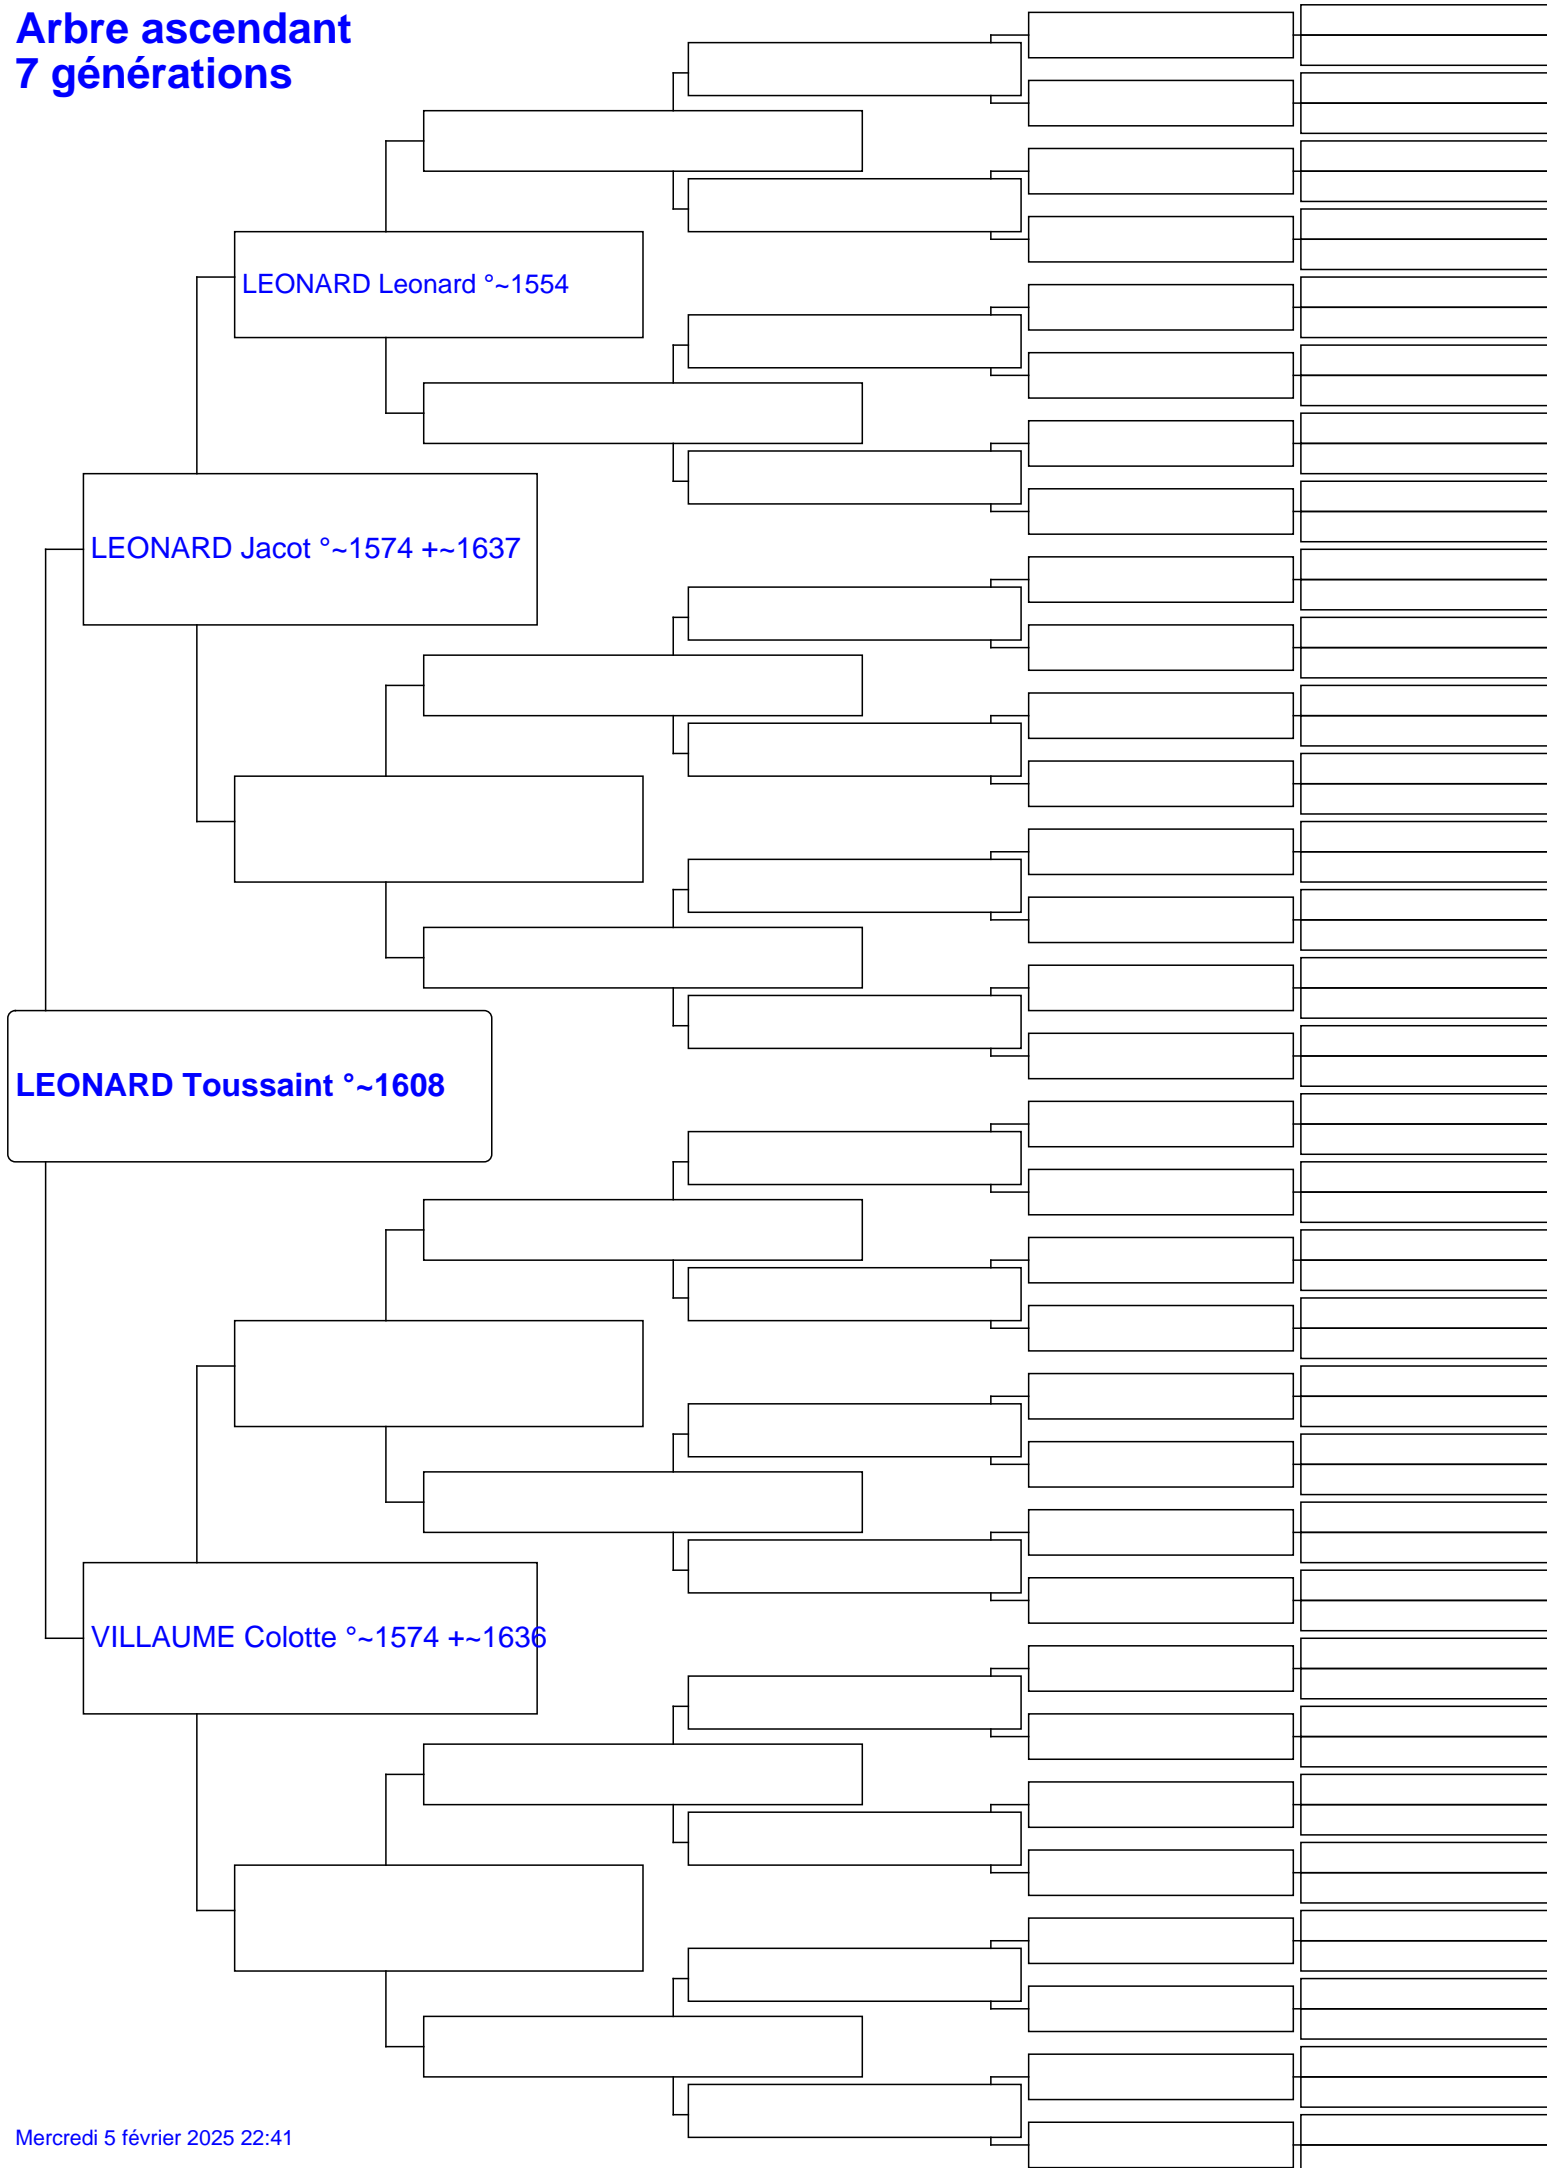 Arbre ascendant
7 générations
LEONARD Leonard °~1554
LEONARD Jacot °~1574 +~1637
LEONARD Toussaint °~1608
VILLAUME Colotte °~1574 +~1636
Mercredi 5 février 2025 22:41